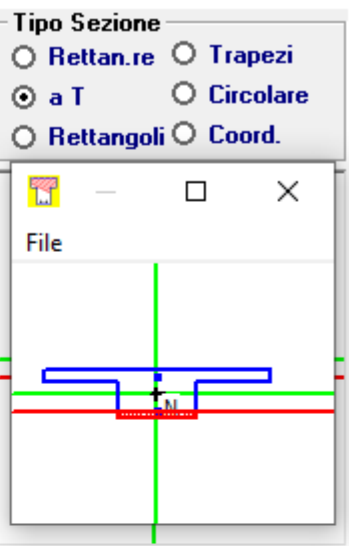 Tipo Sezione
Rettan.re Trapezi
a T Circolare
Rettangoli Coord.
File
N